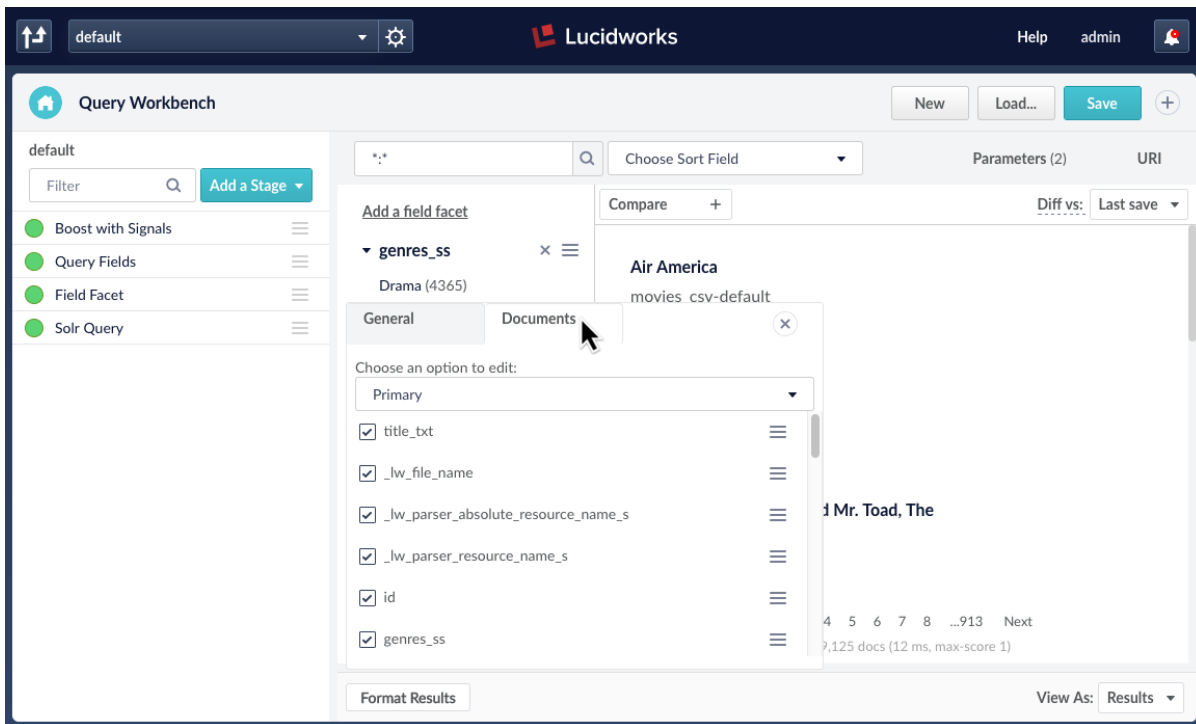 default
Lucidworks
Help
admin
Query Workbench
New
Load...
Save
default
Filter
Add a Stage
Boost with Signals
Query Fields
Field Facet
Solr Query
*:*
Choose Sort Field
Parameters (2)
URI
Add a field facet
Compare +
Diff vs:
Last save
genres_ss
Drama (4365)
Air America
movies_csv-default
General
Documents
Choose an option to edit:
Primary
title_txt
_lw_file_name
_lw_parser_absolute_resource_name_s
_lw_parser_resource_name_s
id
genres_ss
d Mr. Toad, The
4 5 6 7 8 ...913 Next
9,125 docs (12 ms, max-score 1)
Format Results
View As:
Results